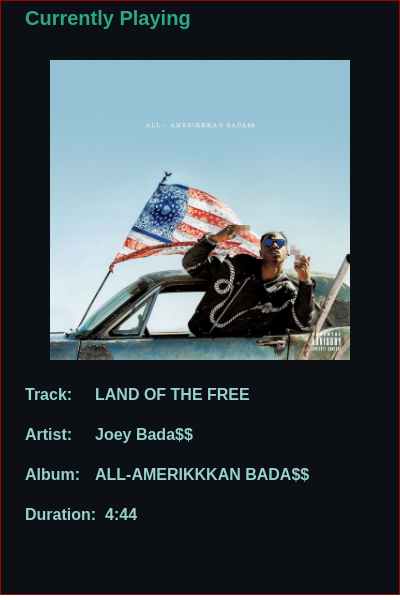 Currently Playing
ALL - AMERIKKKAN BADA$$
PARENTAL
ADVISORY
EXPLICIT CONTENT
Track: LAND OF THE FREE
Artist: Joey Bada$$
Album: ALL-AMERIKKKAN BADA$$
Duration: 4:44